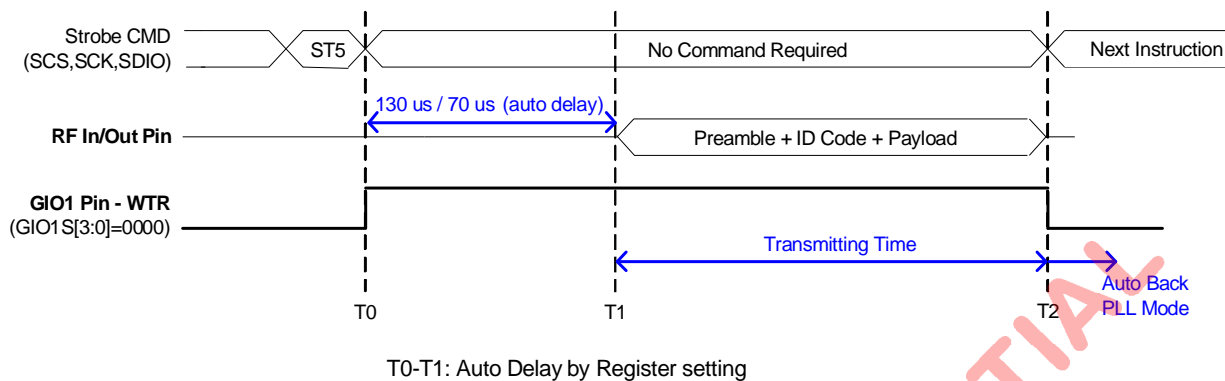 Strobe CMD
(SCS,SCK,SDIO)
ST5
No Command Required
Next Instruction
130 us / 70 us (auto delay)
RF In/Out Pin
Preamble + ID Code + Payload
GIO1 Pin - WTR
(GIO1S[3:0]=0000)
Transmitting Time
Auto Back
PLL Mode
T0
T1
T2
T0-T1: Auto Delay by Register setting
TIAL